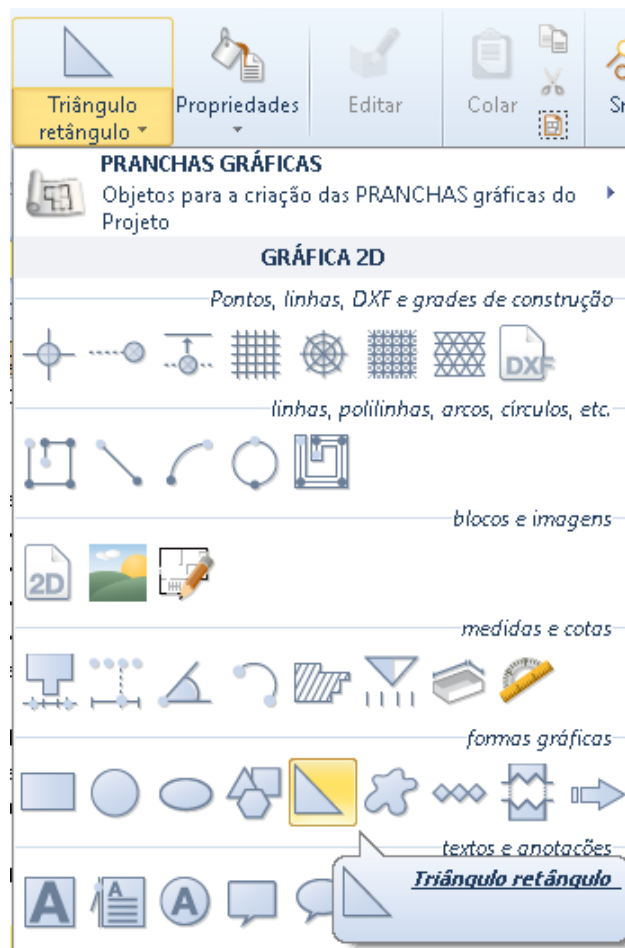 Triângulo
retângulo
Propriedades
Editar
Colar
PRANCHAS GRÁFICAS
Objetos para a criação das PRANCHAS gráficas do
Projeto
GRÁFICA 2D
Pontos, linhas, DXF e grades de construção
DXF
linhas, polilinhas, arcos, círculos, etc.
blocos e imagens
2D
medidas e cotas
formas gráficas
textos e anotações
A
A
A
Triângulo retângulo